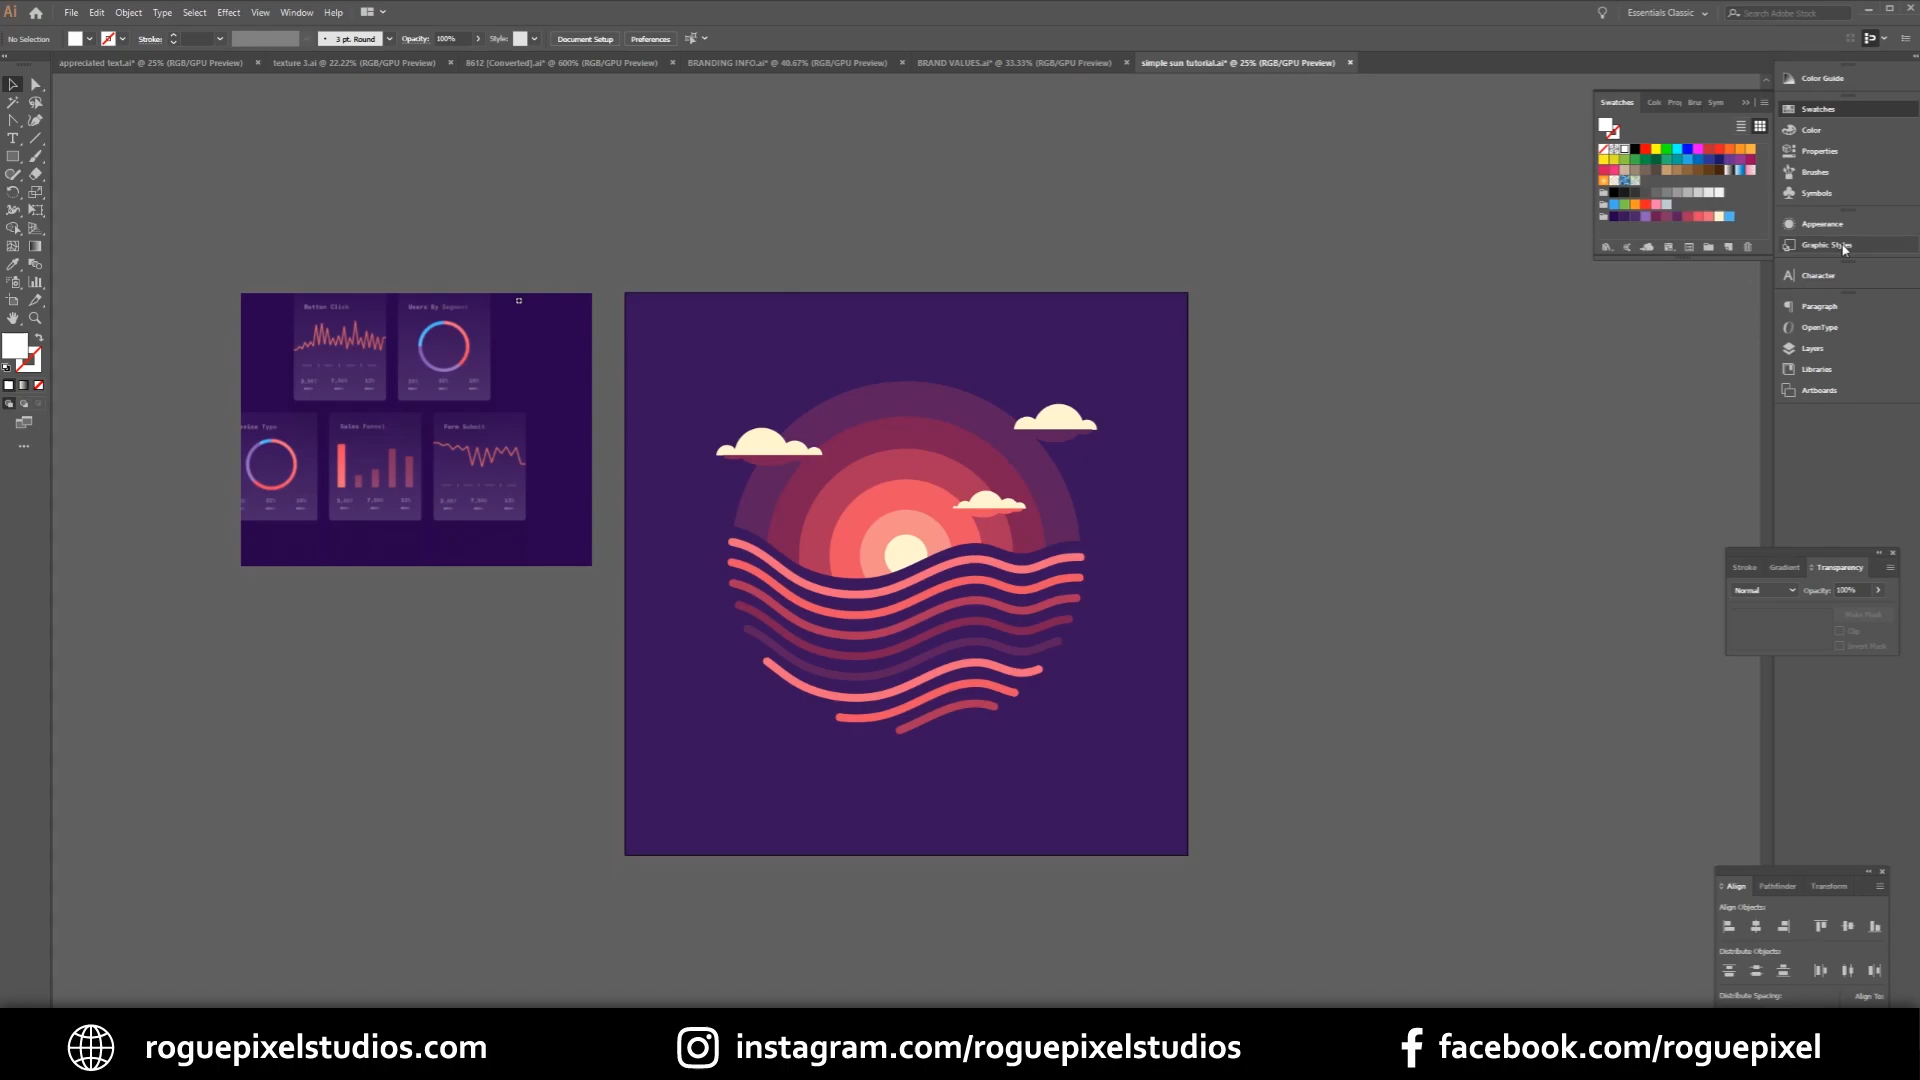 Ai File Edit Object Type Select Effect View Window Help Essentials Classic Search Adobe Stock
No Selection Stroke: 3 pt. Round Opacity: 100% Style: Document Setup Preferences
appreciated text.ai* @ 25% (RGB/GPU Preview) texture 3.ai @ 22.22% (RGB/GPU Preview) 8612 [Converted].ai* @ 600% (RGB/GPU Preview) BRANDING INFO.ai* @ 40.67% (RGB/GPU Preview) BRAND VALUES.ai* @ 33.33% (RGB/GPU Preview) simple sun tutorial.ai* @ 25% (RGB/GPU Preview)
Swatches Prop Brus Sym
Color Guide
Swatches
Color
Properties
Brushes
Symbols
Appearance
Graphic Styles
Character
Paragraph
OpenType
Layers
Libraries
Artboards
Button Click Users By Segment
Sales Funnel Form Submit
Stroke Gradient Transparency
Normal Opacity: 100%
Make Mask
Clip
Invert Mask
Align Pathfinder Transform
Align Objects:
Distribute Objects:
Distribute Spacing: Align To:
roguepixelstudios.com instagram.com/roguepixelstudios facebook.com/roguepixel